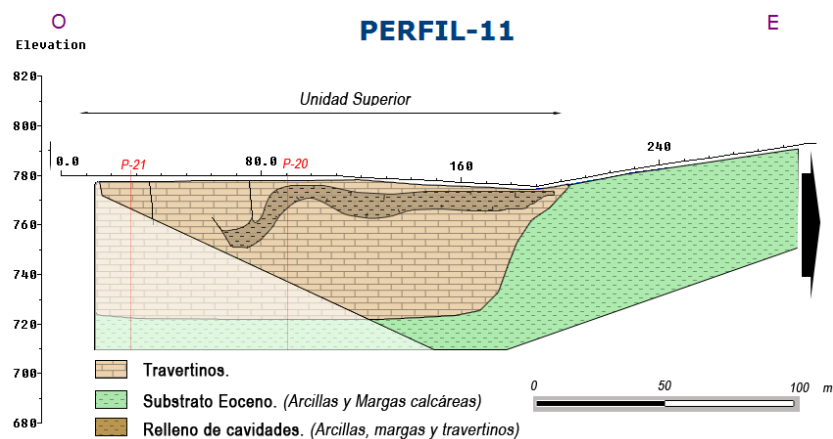 O
PERFIL-11
E
Elevation
820
Unidad Superior
800
0.0
P-21
80.0
P-20
160
240
780
760
740
720
700
680
Travertinos.
Substrato Eoceno. (Arcillas y Margas calcáreas)
Relleno de cavidades. (Arcillas, margas y travertinos)
0
50
100
m